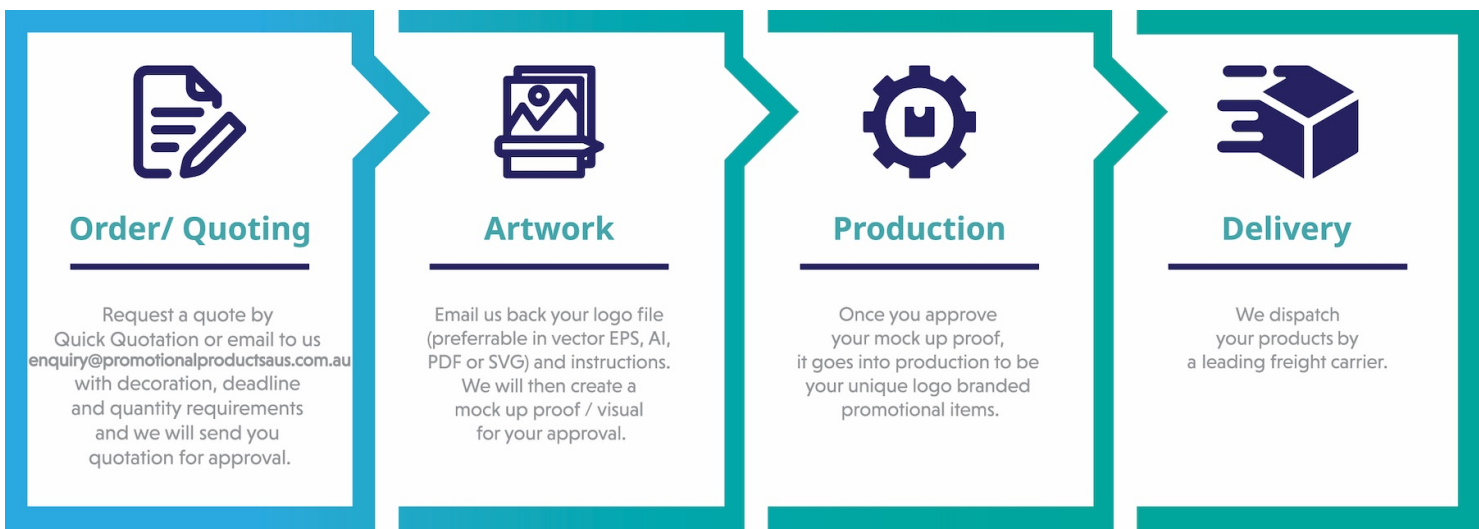 Order/ Quoting
Request a quote by
Quick Quotation or email to us
enquiry@promotionalproductsaus.com.au
with decoration, deadline
and quantity requirements
and we will send you
quotation for approval.
Artwork
Email us back your logo file
(preferrable in vector EPS, AI,
PDF or SVG) and instructions.
We will then create a
mock up proof / visual
for your approval.
Production
Once you approve
your mock up proof,
it goes into production to be
your unique logo branded
promotional items.
Delivery
We dispatch
your products by
a leading freight carrier.